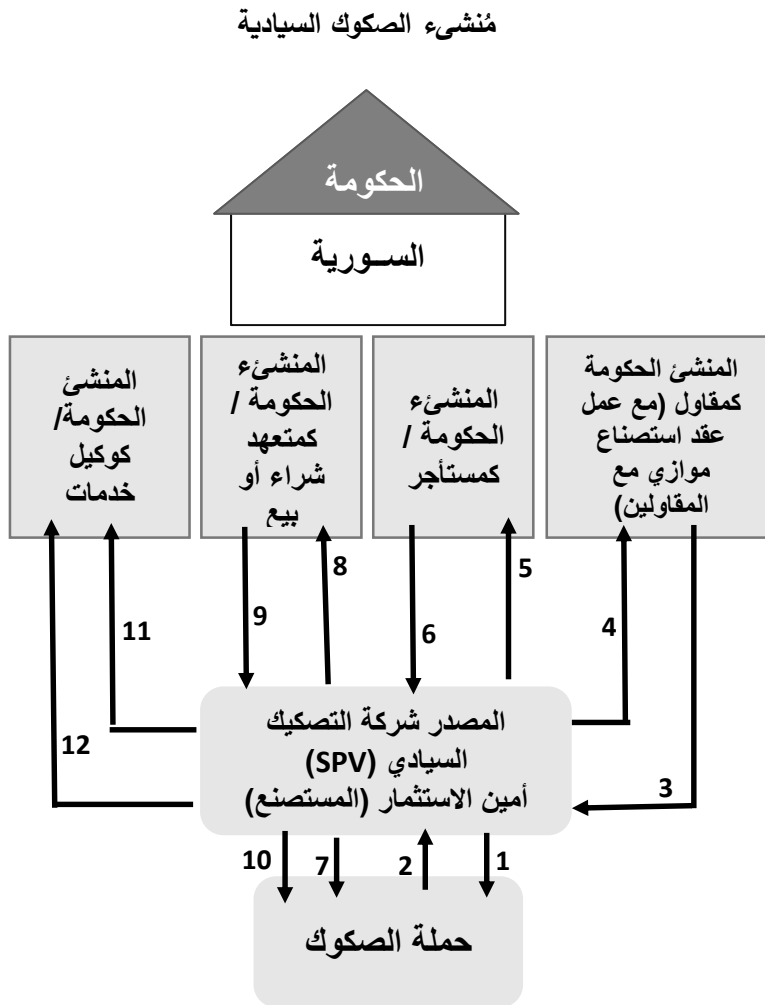 مُنشىء الصكوك السيادية
الحكومة
الســورية
المنشئ الحكومة
كمقاول (مع عمل
عقد استصناع
موازي مع
المقاولين)
المنشئء
الحكومة /
كمستأجر
المنشئء
الحكومة /
كمتعهد
شراء أو
بيع
المنشئ
الحكومة/
كوكيل
خدمات
5
8
4
11
6
9
12
3
المصدر شركة التصكيك
السيادي (SPV)
أمين الاستثمار (المستصنع)
1
2
7
10
حملة الصكوك